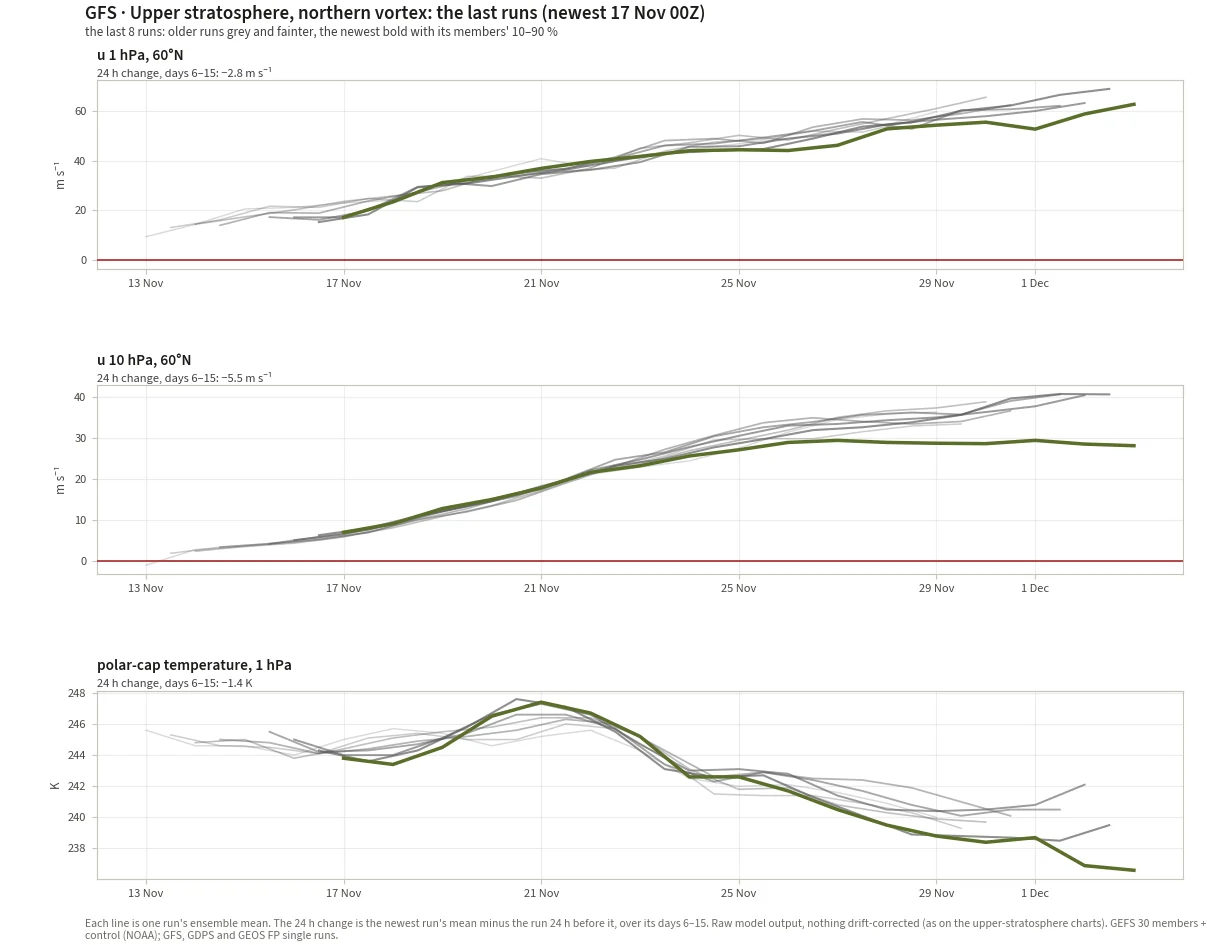 GFS · Upper stratosphere, northern vortex: the last runs (newest 17 Nov 00Z)
the last 8 runs: older runs grey and fainter, the newest bold with its members' 10–90 %
u 1 hPa, 60°N
24 h change, days 6–15: −2.8 m s⁻¹
60
40
20
0
m s⁻¹
13 Nov 17 Nov 21 Nov 25 Nov 29 Nov 1 Dec
u 10 hPa, 60°N
24 h change, days 6–15: −5.5 m s⁻¹
40
30
20
10
0
m s⁻¹
13 Nov 17 Nov 21 Nov 25 Nov 29 Nov 1 Dec
polar-cap temperature, 1 hPa
24 h change, days 6–15: −1.4 K
248
246
244
242
240
238
K
13 Nov 17 Nov 21 Nov 25 Nov 29 Nov 1 Dec
Each line is one run's ensemble mean. The 24 h change is the newest run's mean minus the run 24 h before it, over its days 6–15. Raw model output, nothing drift-corrected (as on the upper-stratosphere charts). GEFS 30 members +
control (NOAA); GFS, GDPS and GEOS FP single runs.